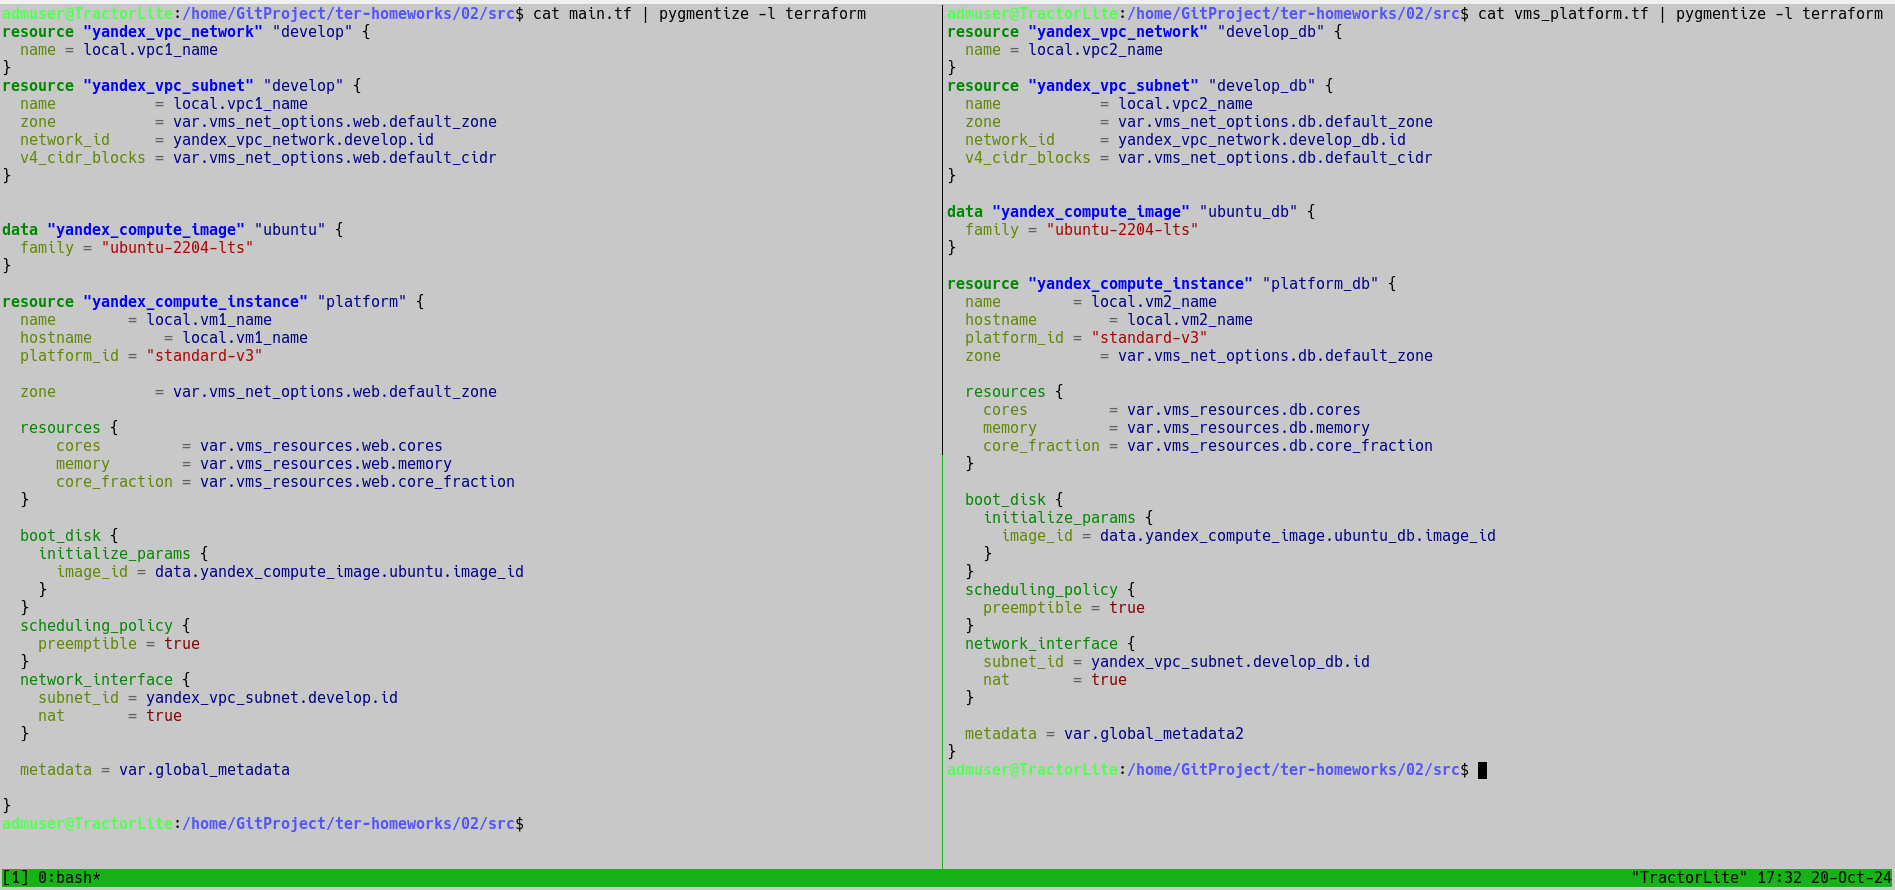 admuser@TractorLite:/home/GitProject/ter-homeworks/02/src$ cat main.tf | pygmentize -l terraform
resource "yandex_vpc_network" "develop" {
  name = local.vpc1_name
}
resource "yandex_vpc_subnet" "develop" {
  name           = local.vpc1_name
  zone           = var.vms_net_options.web.default_zone
  network_id     = yandex_vpc_network.develop.id
  v4_cidr_blocks = var.vms_net_options.web.default_cidr
}
data "yandex_compute_image" "ubuntu" {
  family = "ubuntu-2204-lts"
}
resource "yandex_compute_instance" "platform" {
  name        = local.vm1_name
  hostname        = local.vm1_name
  platform_id = "standard-v3"
  zone           = var.vms_net_options.web.default_zone
  resources {
      cores         = var.vms_resources.web.cores
      memory        = var.vms_resources.web.memory
      core_fraction = var.vms_resources.web.core_fraction
  }
  boot_disk {
    initialize_params {
      image_id = data.yandex_compute_image.ubuntu.image_id
    }
  }
  scheduling_policy {
    preemptible = true
  }
  network_interface {
    subnet_id = yandex_vpc_subnet.develop.id
    nat       = true
  }
  metadata = var.global_metadata
}
admuser@TractorLite:/home/GitProject/ter-homeworks/02/src$
admuser@TractorLite:/home/GitProject/ter-homeworks/02/src$ cat vms_platform.tf | pygmentize -l terraform
resource "yandex_vpc_network" "develop_db" {
  name = local.vpc2_name
}
resource "yandex_vpc_subnet" "develop_db" {
  name           = local.vpc2_name
  zone           = var.vms_net_options.db.default_zone
  network_id     = yandex_vpc_network.develop_db.id
  v4_cidr_blocks = var.vms_net_options.db.default_cidr
}
data "yandex_compute_image" "ubuntu_db" {
  family = "ubuntu-2204-lts"
}
resource "yandex_compute_instance" "platform_db" {
  name        = local.vm2_name
  hostname        = local.vm2_name
  platform_id = "standard-v3"
  zone           = var.vms_net_options.db.default_zone
  resources {
    cores         = var.vms_resources.db.cores
    memory        = var.vms_resources.db.memory
    core_fraction = var.vms_resources.db.core_fraction
  }
  boot_disk {
    initialize_params {
      image_id = data.yandex_compute_image.ubuntu_db.image_id
    }
  }
  scheduling_policy {
    preemptible = true
  }
  network_interface {
    subnet_id = yandex_vpc_subnet.develop_db.id
    nat       = true
  }
  metadata = var.global_metadata2
}
admuser@TractorLite:/home/GitProject/ter-homeworks/02/src$
[1] 0:bash* "TractorLite" 17:32 20-Oct-24